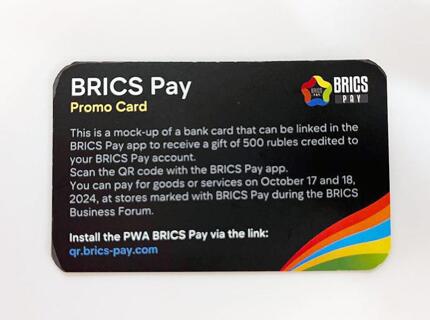 BRICS Pay
Promo Card
BRICS
PAY
This is a mock-up of a bank card that can be linked in the
BRICS Pay app to receive a gift of 500 rubles credited to
your BRICS Pay account.
Scan the QR code with the BRICS Pay app.
You can pay for goods or services on October 17 and 18,
2024, at stores marked with BRICS Pay during the BRICS
Business Forum.
Install the PWA BRICS Pay via the link:
qr.brics-pay.com